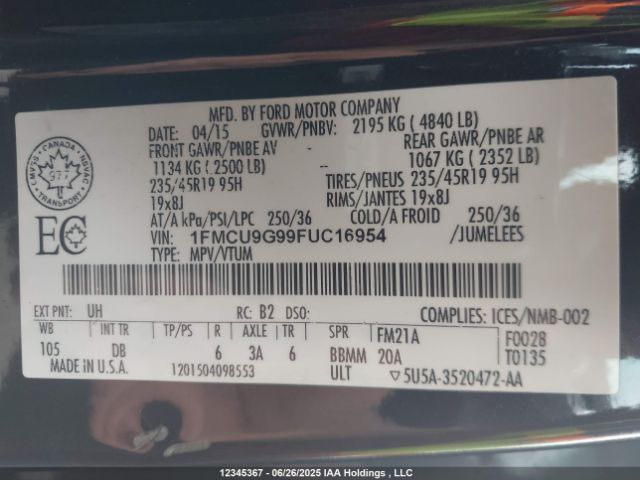 MFD. BY FORD MOTOR COMPANY
DATE: 04/15 GVWR/PNBV: 2195 KG ( 4840 LB)
FRONT GAWR/PNBE AV REAR GAWR/PNBE AR
1134 KG ( 2500 LB) -- 1067 KG ( 2352 LB)
235/45R19 95H TIRES/PNEUS 235/45R19 95H
19x8J RIMS/JANTES 19x8J
AT/A kPa/PSI/LPC 250/36 COLD/A FROID 250/36
VIN: 1FMCU9G99FUC16954 /JUMELEES
TYPE: MPV/VTUM
CANADA
TRANSPORT
EC
EXT PNT: UH RC: B2 DSO: COMPLIES: ICES/NMB-002
WB INT TR TP/PS R AXLE TR SPR FM21A F0028
105 DB 6 3A 6 BBMM 20A T0135
MADE IN U.S.A. 1201504098553 ULT ▽5U5A-3520472-AA
12345367 - 06/26/2025 IAA Holdings , LLC